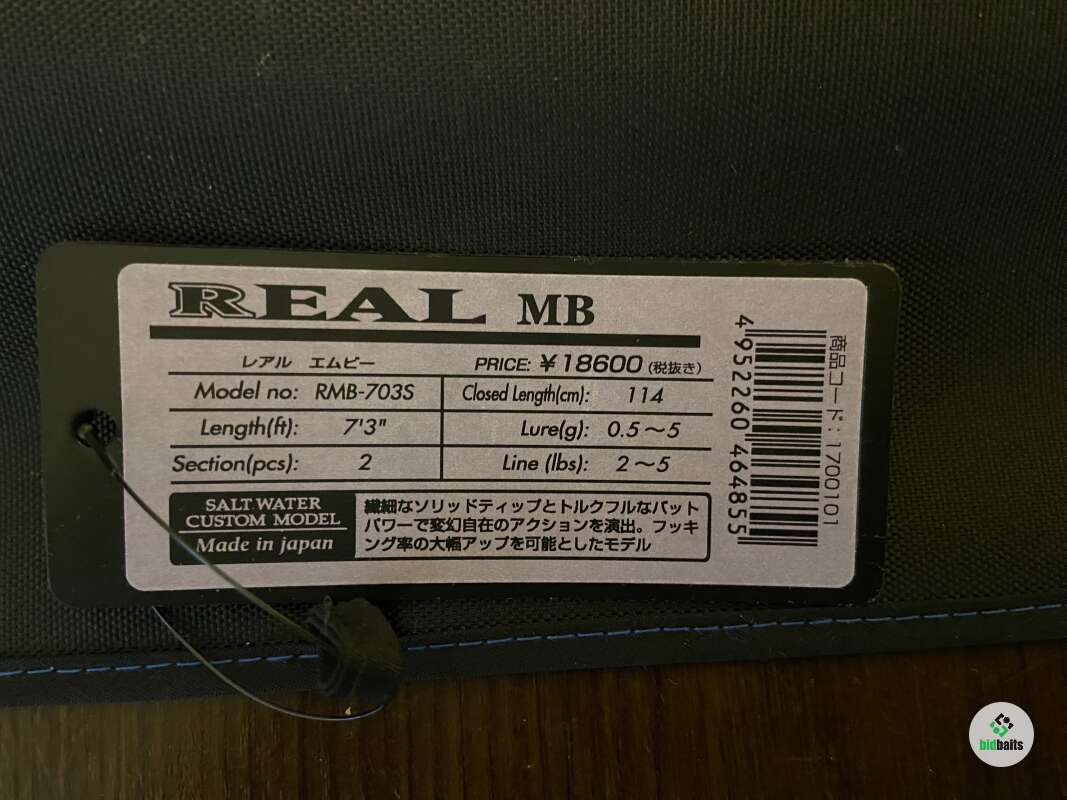 REAL MB
レアル エムビー PRICE: ¥18600(税抜き)
Model no: RMB-703S Closed Length(cm): 114
Length(ft): 7'3" Lure(g): 0.5～5
Section(pcs): 2 Line (lbs): 2～5
SALT WATER
CUSTOM MODEL
Made in japan
繊細なソリッドティップとトルクフルなバット
パワーで変幻自在のアクションを演出。フッキ
ング率の大幅アップを可能としたモデル
4952260464855
商品コード:1700101
bidbaits